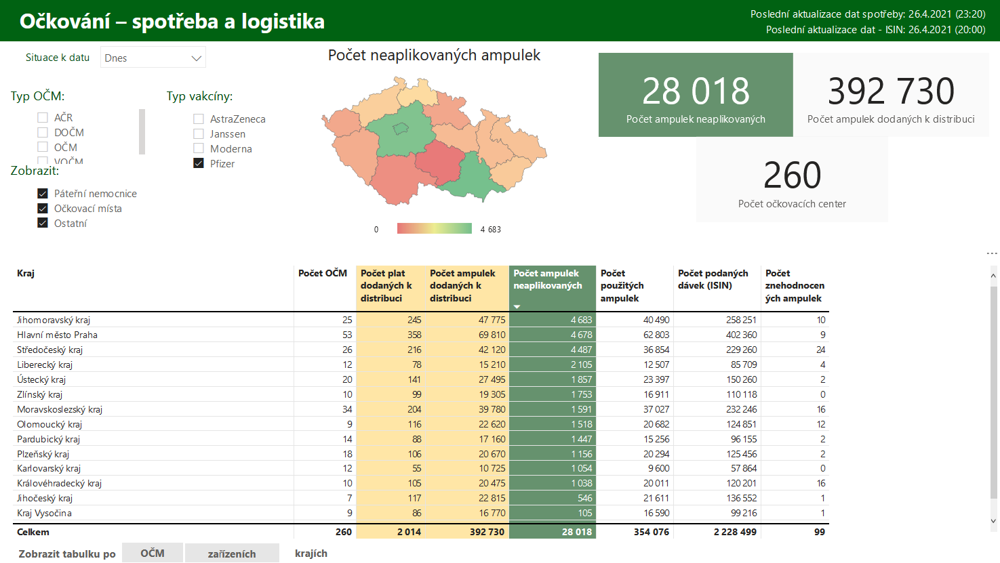 Očkování – spotřeba a logistika
Poslední aktualizace dat spotřeby: 26.4.2021 (23:20)
Poslední aktualizace dat - ISIN: 26.4.2021 (20:00)
Situace k datu
Dnes
Typ OČM:
AČR
DOČM
OČM
VOČM
Zobrazit:
Páteřní nemocnice
Očkovací místa
Ostatní
Typ vakcíny:
AstraZeneca
Janssen
Moderna
Pfizer
Počet neaplikovaných ampulek
0
4 683
28 018
Počet ampulek neaplikovaných
392 730
Počet ampulek dodaných k distribuci
260
Počet očkovacích center
Kraj Počet OČM Počet plat dodaných k distribuci Počet ampulek dodaných k distribuci Počet ampulek neaplikovaných Počet použitých ampulek Počet podaných dávek (ISIN) Počet znehodnocených ampulek
Jihomoravský kraj 25 245 47 775 4 683 40 490 258 251 10
Hlavní město Praha 53 358 69 810 4 678 62 803 402 360 9
Středočeský kraj 26 216 42 120 4 487 36 854 229 260 24
Liberecký kraj 12 78 15 210 2 105 12 507 85 709 4
Ústecký kraj 20 141 27 495 1 857 23 397 150 260 2
Zlínský kraj 10 99 19 305 1 753 16 911 110 118 0
Moravskoslezský kraj 34 204 39 780 1 591 37 027 232 246 16
Olomoucký kraj 9 116 22 620 1 518 20 682 124 851 12
Pardubický kraj 14 88 17 160 1 447 15 256 96 155 2
Plzeňský kraj 18 106 20 670 1 156 20 294 125 456 2
Karlovarský kraj 12 55 10 725 1 054 9 600 57 864 0
Královéhradecký kraj 10 105 20 475 1 038 20 011 120 201 16
Jihočeský kraj 7 117 22 815 546 21 611 136 552 1
Kraj Vysočina 9 86 16 770 105 16 590 99 216 1
Celkem 260 2 014 392 730 28 018 354 076 2 228 499 99
Zobrazit tabulku po OČM zařízeních krajích